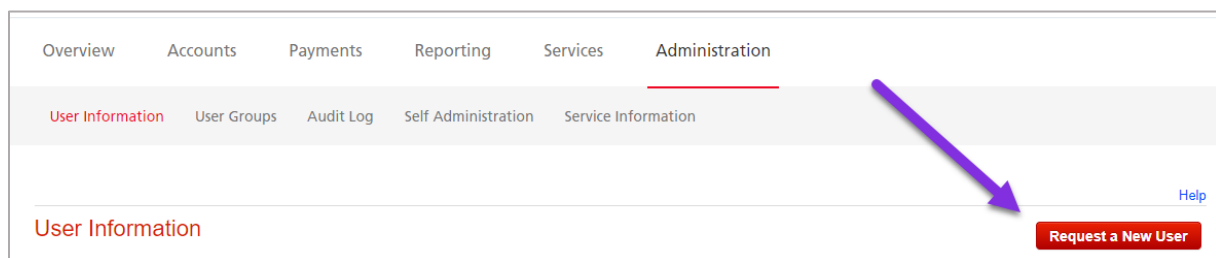 Overview Accounts Payments Reporting Services Administration
User Information User Groups Audit Log Self Administration Service Information
Help
User Information Request a New User